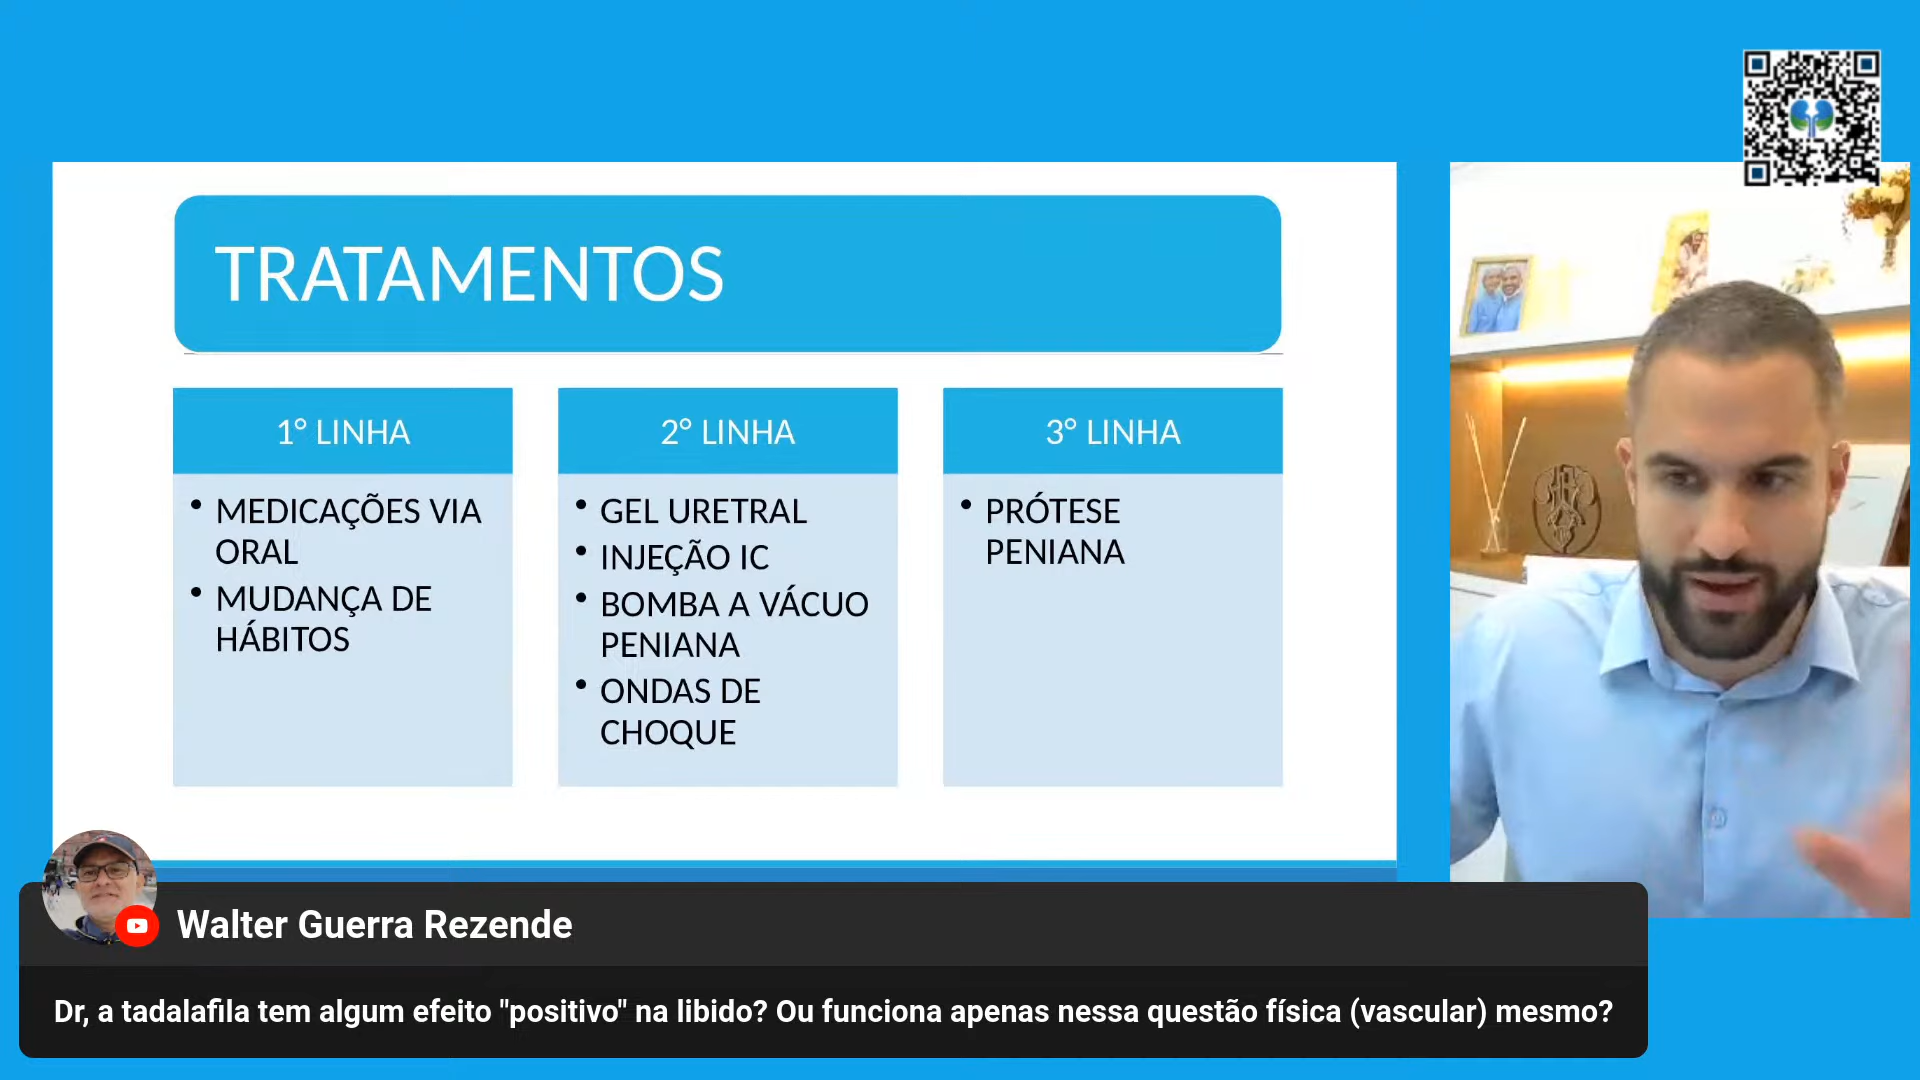 TRATAMENTOS
1° LINHA
• MEDICAÇÕES VIA
ORAL
• MUDANÇA DE
HÁBITOS
2° LINHA
• GEL URETRAL
• INJEÇÃO IC
• BOMBA A VÁCUO
PENIANA
• ONDAS DE
CHOQUE
3° LINHA
• PRÓTESE
PENIANA
Walter Guerra Rezende
Dr, a tadalafila tem algum efeito "positivo" na libido? Ou funciona apenas nessa questão física (vascular) mesmo?